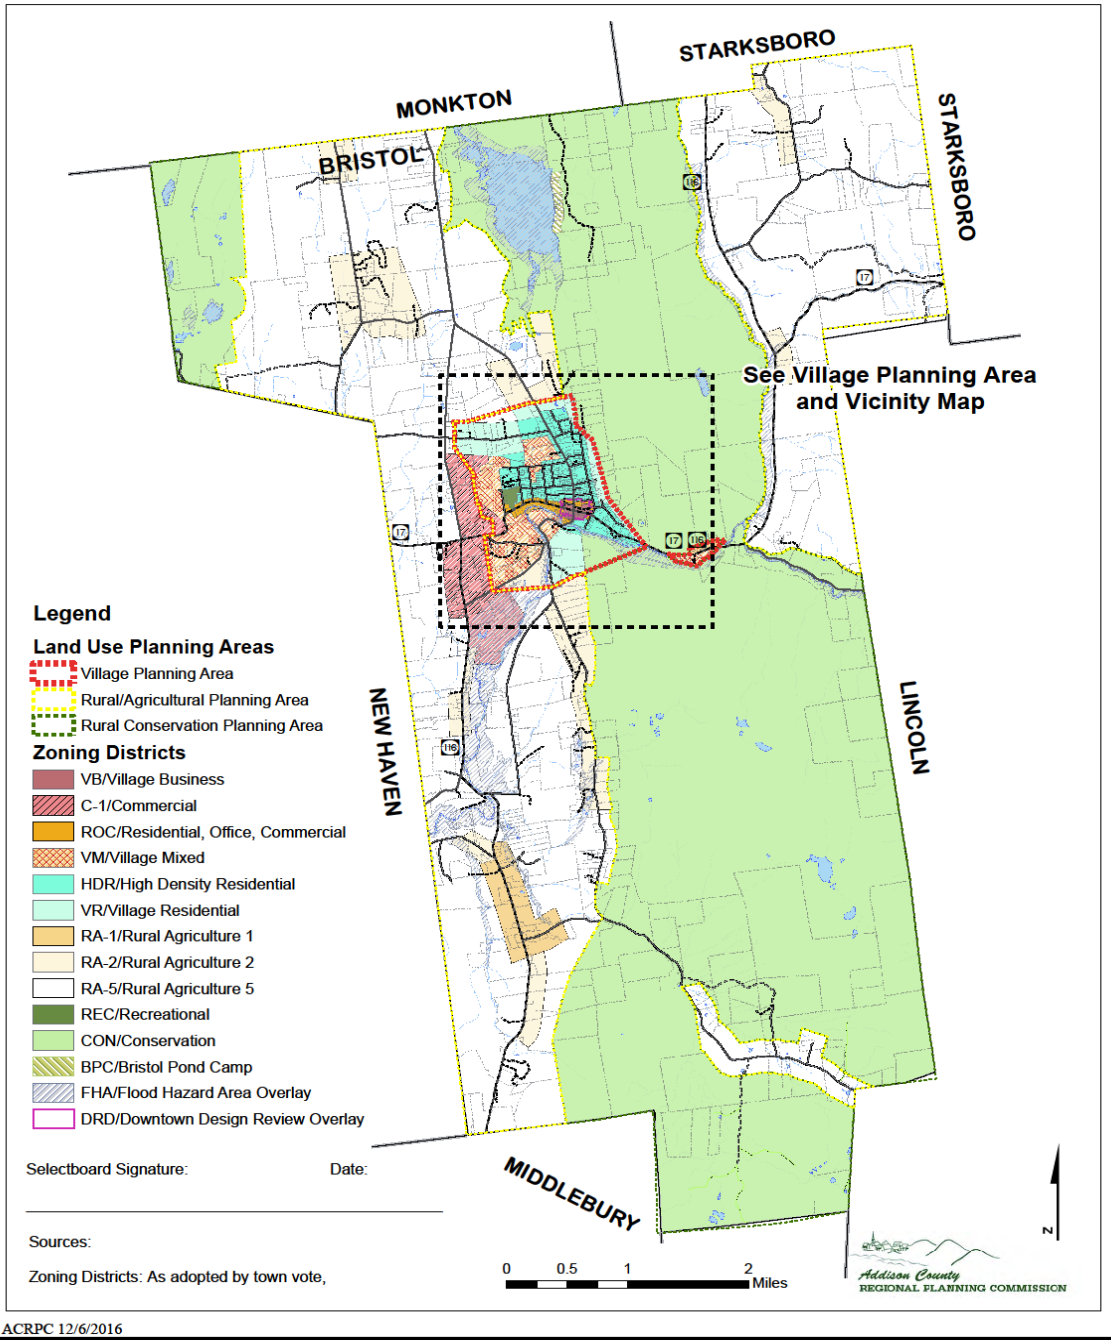 STARKSBORO
MONKTON
STARKSBORO
BRISTOL
116
17
See Village Planning Area
and Vicinity Map
17
17
116
Legend
Land Use Planning Areas
Village Planning Area
Rural/Agricultural Planning Area
Rural Conservation Planning Area
NEW HAVEN
LINCOLN
116
Zoning Districts
VB/Village Business
C-1/Commercial
ROC/Residential, Office, Commercial
VM/Village Mixed
HDR/High Density Residential
VR/Village Residential
RA-1/Rural Agriculture 1
RA-2/Rural Agriculture 2
RA-5/Rural Agriculture 5
REC/Recreational
CON/Conservation
BPC/Bristol Pond Camp
FHA/Flood Hazard Area Overlay
DRD/Downtown Design Review Overlay
Selectboard Signature: Date:
MIDDLEBURY
Sources:
Zoning Districts: As adopted by town vote,
0 0.5 1 2
Miles
N
Addison County
REGIONAL PLANNING COMMISSION
ACRPC 12/6/2016